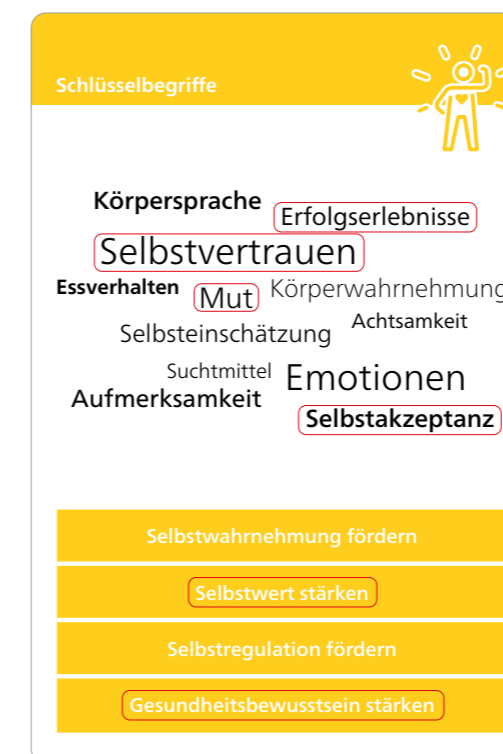 Schlüsselbegriffe
Körpersprache
Erfolgserlebnisse
Selbstvertrauen
Essverhalten
Mut
Körperwahrnehmung
Achtsamkeit
Selbsteinschätzung
Suchtmittel
Emotionen
Aufmerksamkeit
Selbstakzeptanz
Selbstwahrnehmung fördern
Selbstwert stärken
Selbstregulation fördern
Gesundheitsbewusstsein stärken